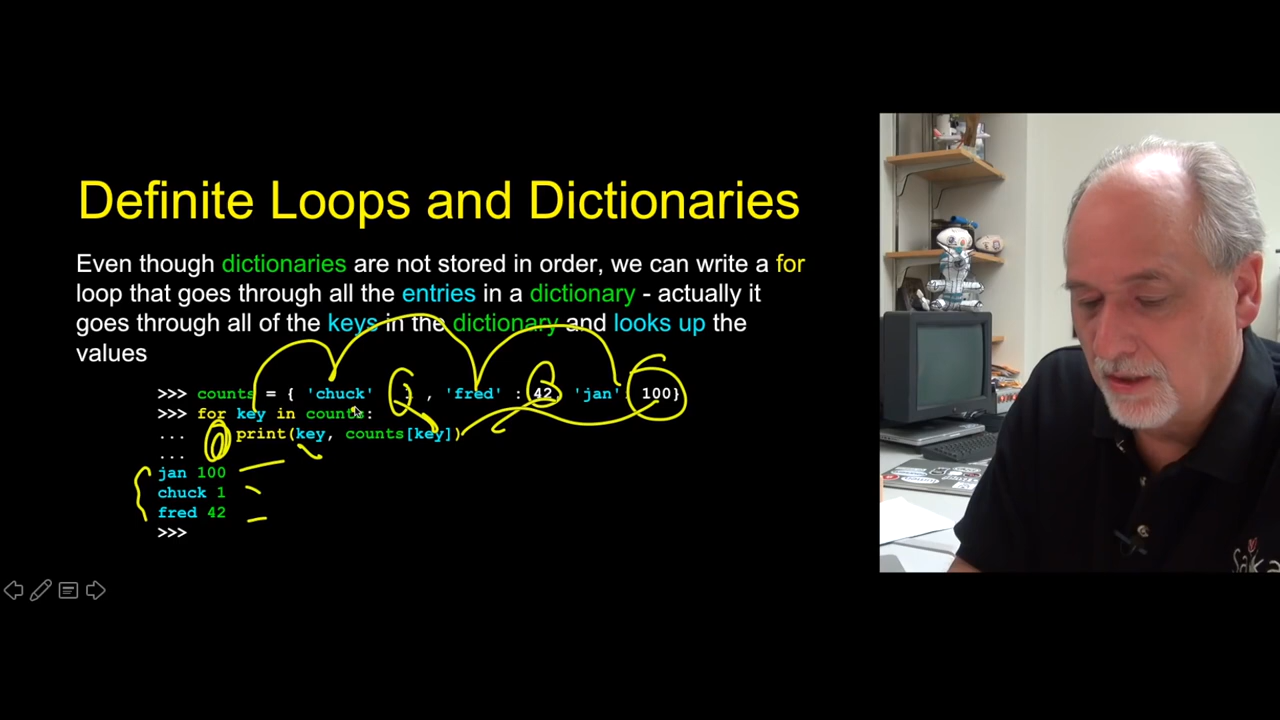 Definite Loops and Dictionaries
Even though dictionaries are not stored in order, we can write a for
loop that goes through all the entries in a dictionary - actually it
goes through all of the keys in the dictionary and looks up the
values
>>> counts = { 'chuck' : 1 , 'fred' : 42, 'jan': 100}
>>> for key in counts:
... print(key, counts[key])
...
jan 100
chuck 1
fred 42
>>>